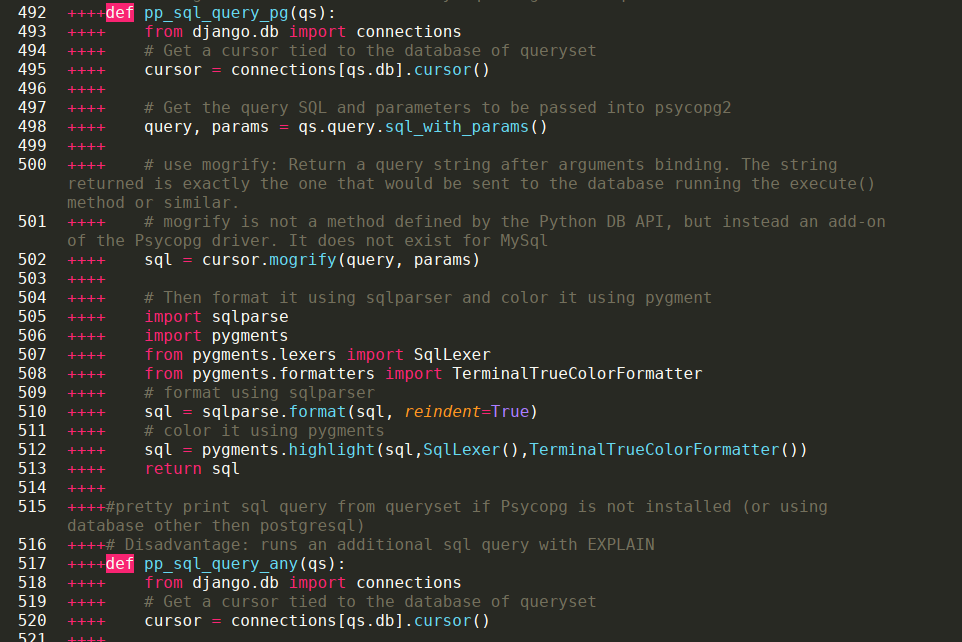 492 ++++def pp_sql_query_pg(qs):
493 ++++    from django.db import connections
494 ++++    # Get a cursor tied to the database of queryset
495 ++++    cursor = connections[qs.db].cursor()
496 ++++
497 ++++    # Get the query SQL and parameters to be passed into psycopg2
498 ++++    query, params = qs.query.sql_with_params()
499 ++++
500 ++++    # use mogrify: Return a query string after arguments binding. The string
returned is exactly the one that would be sent to the database running the execute()
method or similar.
501 ++++    # mogrify is not a method defined by the Python DB API, but instead an add-on
of the Psycopg driver. It does not exist for MySql
502 ++++    sql = cursor.mogrify(query, params)
503 ++++
504 ++++    # Then format it using sqlparser and color it using pygment
505 ++++    import sqlparse
506 ++++    import pygments
507 ++++    from pygments.lexers import SqlLexer
508 ++++    from pygments.formatters import TerminalTrueColorFormatter
509 ++++    # format using sqlparser
510 ++++    sql = sqlparse.format(sql, reindent=True)
511 ++++    # color it using pygments
512 ++++    sql = pygments.highlight(sql,SqlLexer(),TerminalTrueColorFormatter())
513 ++++    return sql
514 ++++
515 ++++#pretty print sql query from queryset if Psycopg is not installed (or using
database other then postgresql)
516 ++++# Disadvantage: runs an additional sql query with EXPLAIN
517 ++++def pp_sql_query_any(qs):
518 ++++    from django.db import connections
519 ++++    # Get a cursor tied to the database of queryset
520 ++++    cursor = connections[qs.db].cursor()
521 ++++